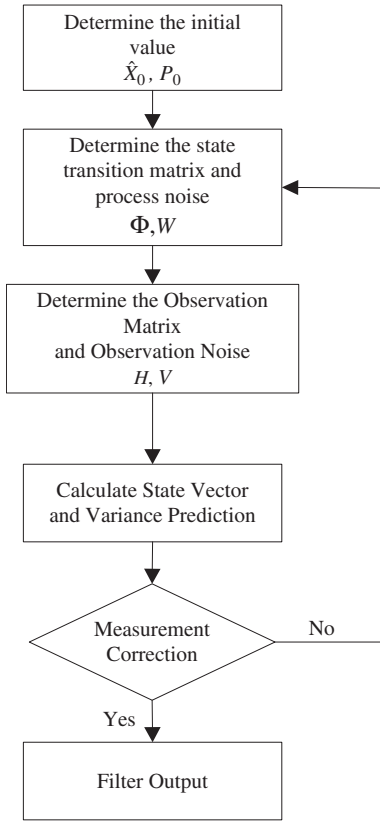 Determine the initial
value
X̂₀, P₀
Determine the state
transition matrix and
process noise
Φ,W
Determine the Observation
Matrix
and Observation Noise
H, V
Calculate State Vector
and Variance Prediction
Measurement
Correction
No
Yes
Filter Output